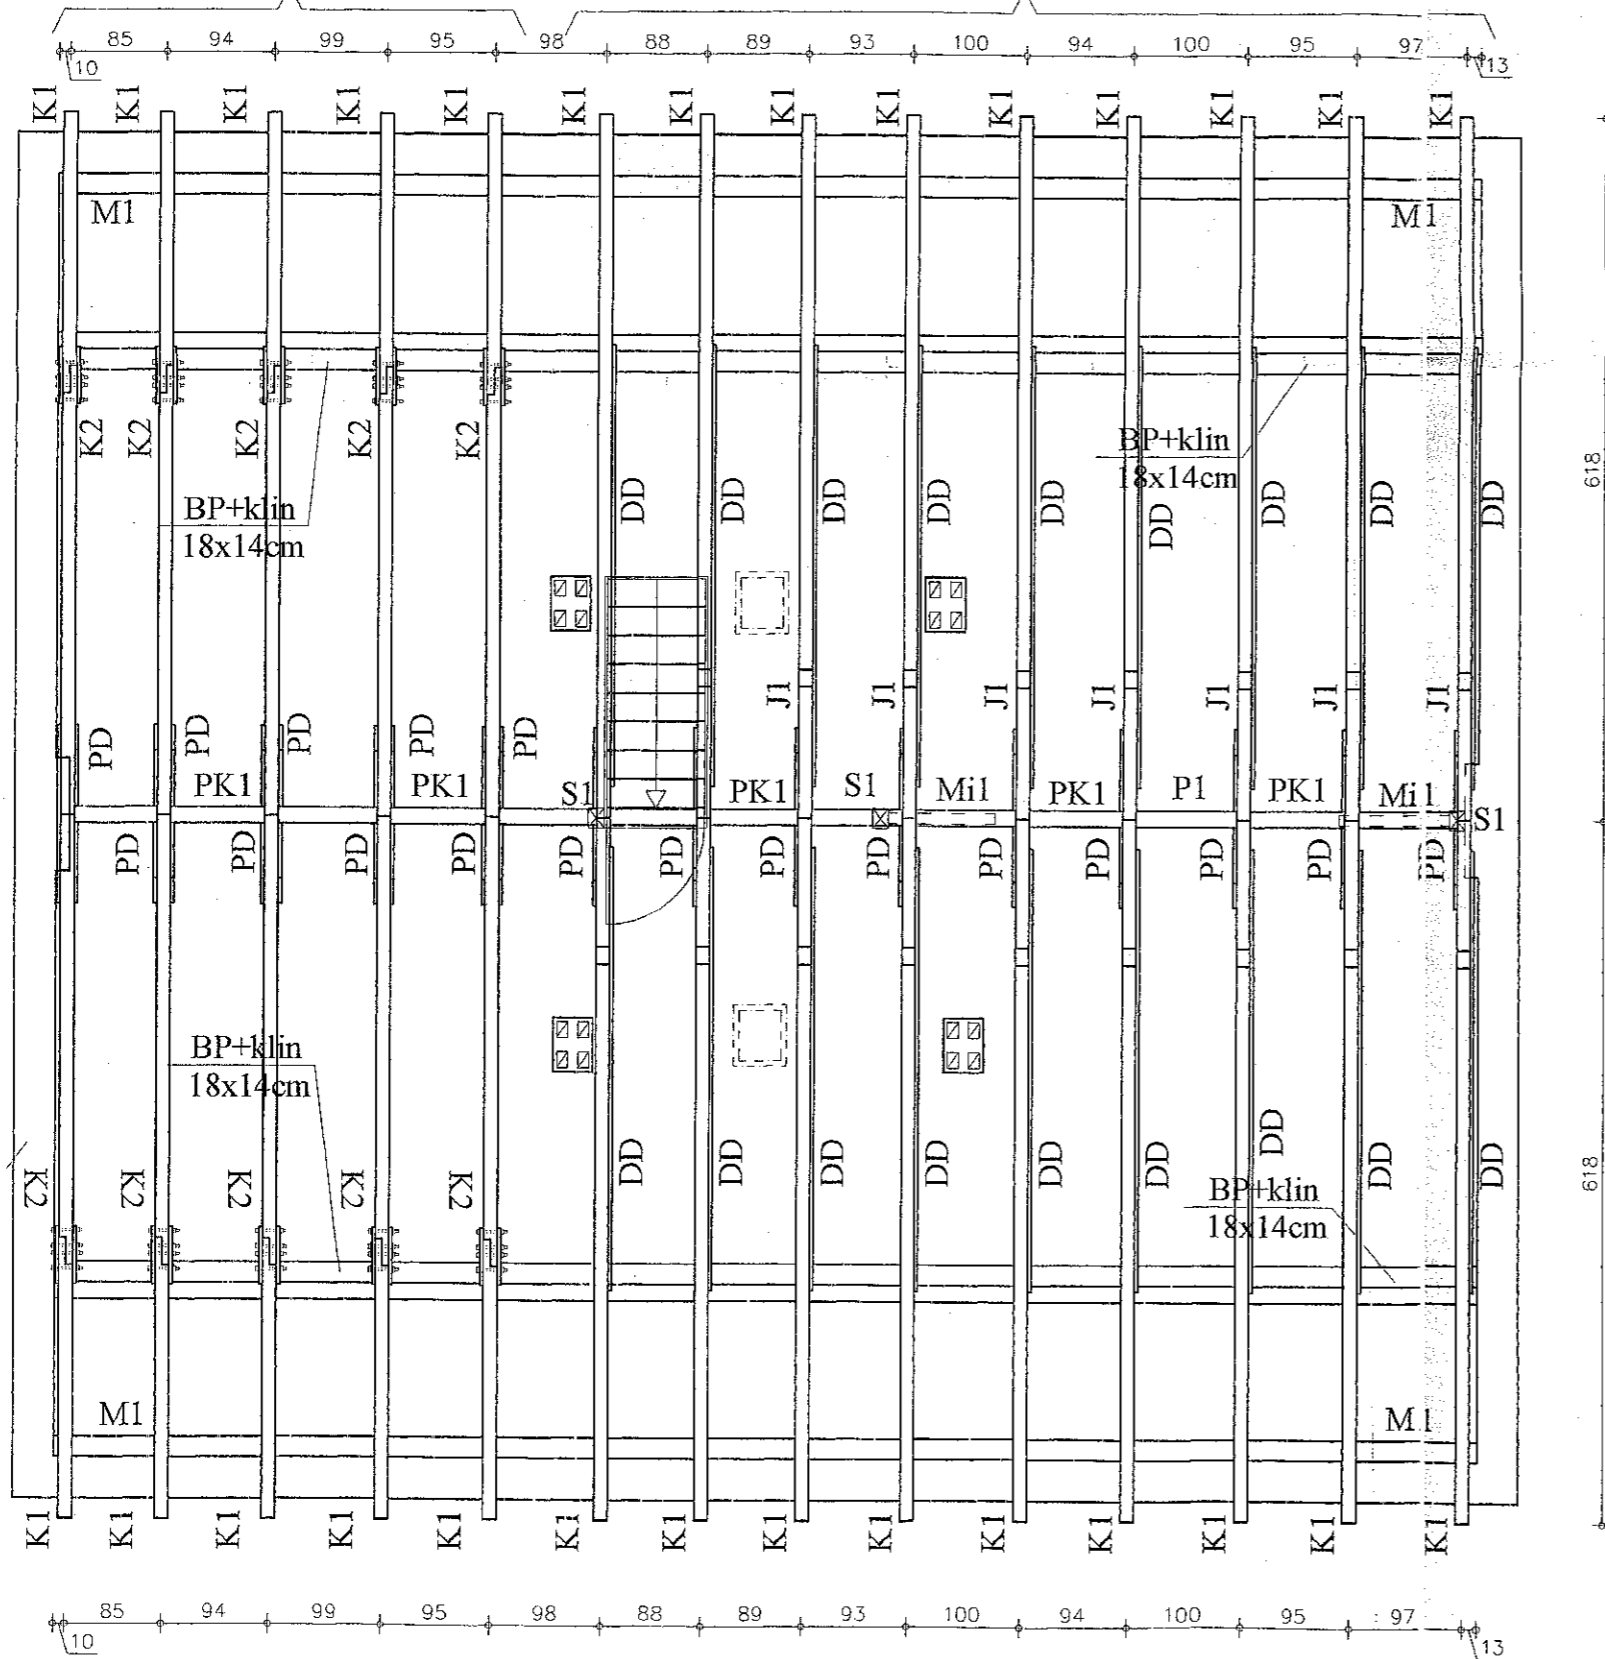 85 94 99 95 98 88 89 93 100 94 100 95 97
10 13
K1 K1 K1 K1 K1 K1 K1 K1 K1 K1 K1 K1 K1 K1
M1 M1
K2 K2 K2 K2 K2
BP+klin
18x14cm
BP+klin
18x14cm
618
DD DD DD DD DD DD DD DD DD
J1 J1 J1 J1 J1 J1 J1
PD PD PD PD PD
PK1 PK1 S1 PK1 S1 Mi1 PK1 P1 PK1 Mi1 S1
PD PD PD PD PD PD PD PD PD PD PD PD PD
BP+klin
18x14cm
DD DD DD DD DD DD DD DD DD
618
K2 K2 K2 K2 K2
BP+klin
18x14cm
M1 M1
K1 K1 K1 K1 K1 K1 K1 K1 K1 K1 K1 K1 K1 K1
85 94 99 95 98 88 89 93 100 94 100 95 97
10 13